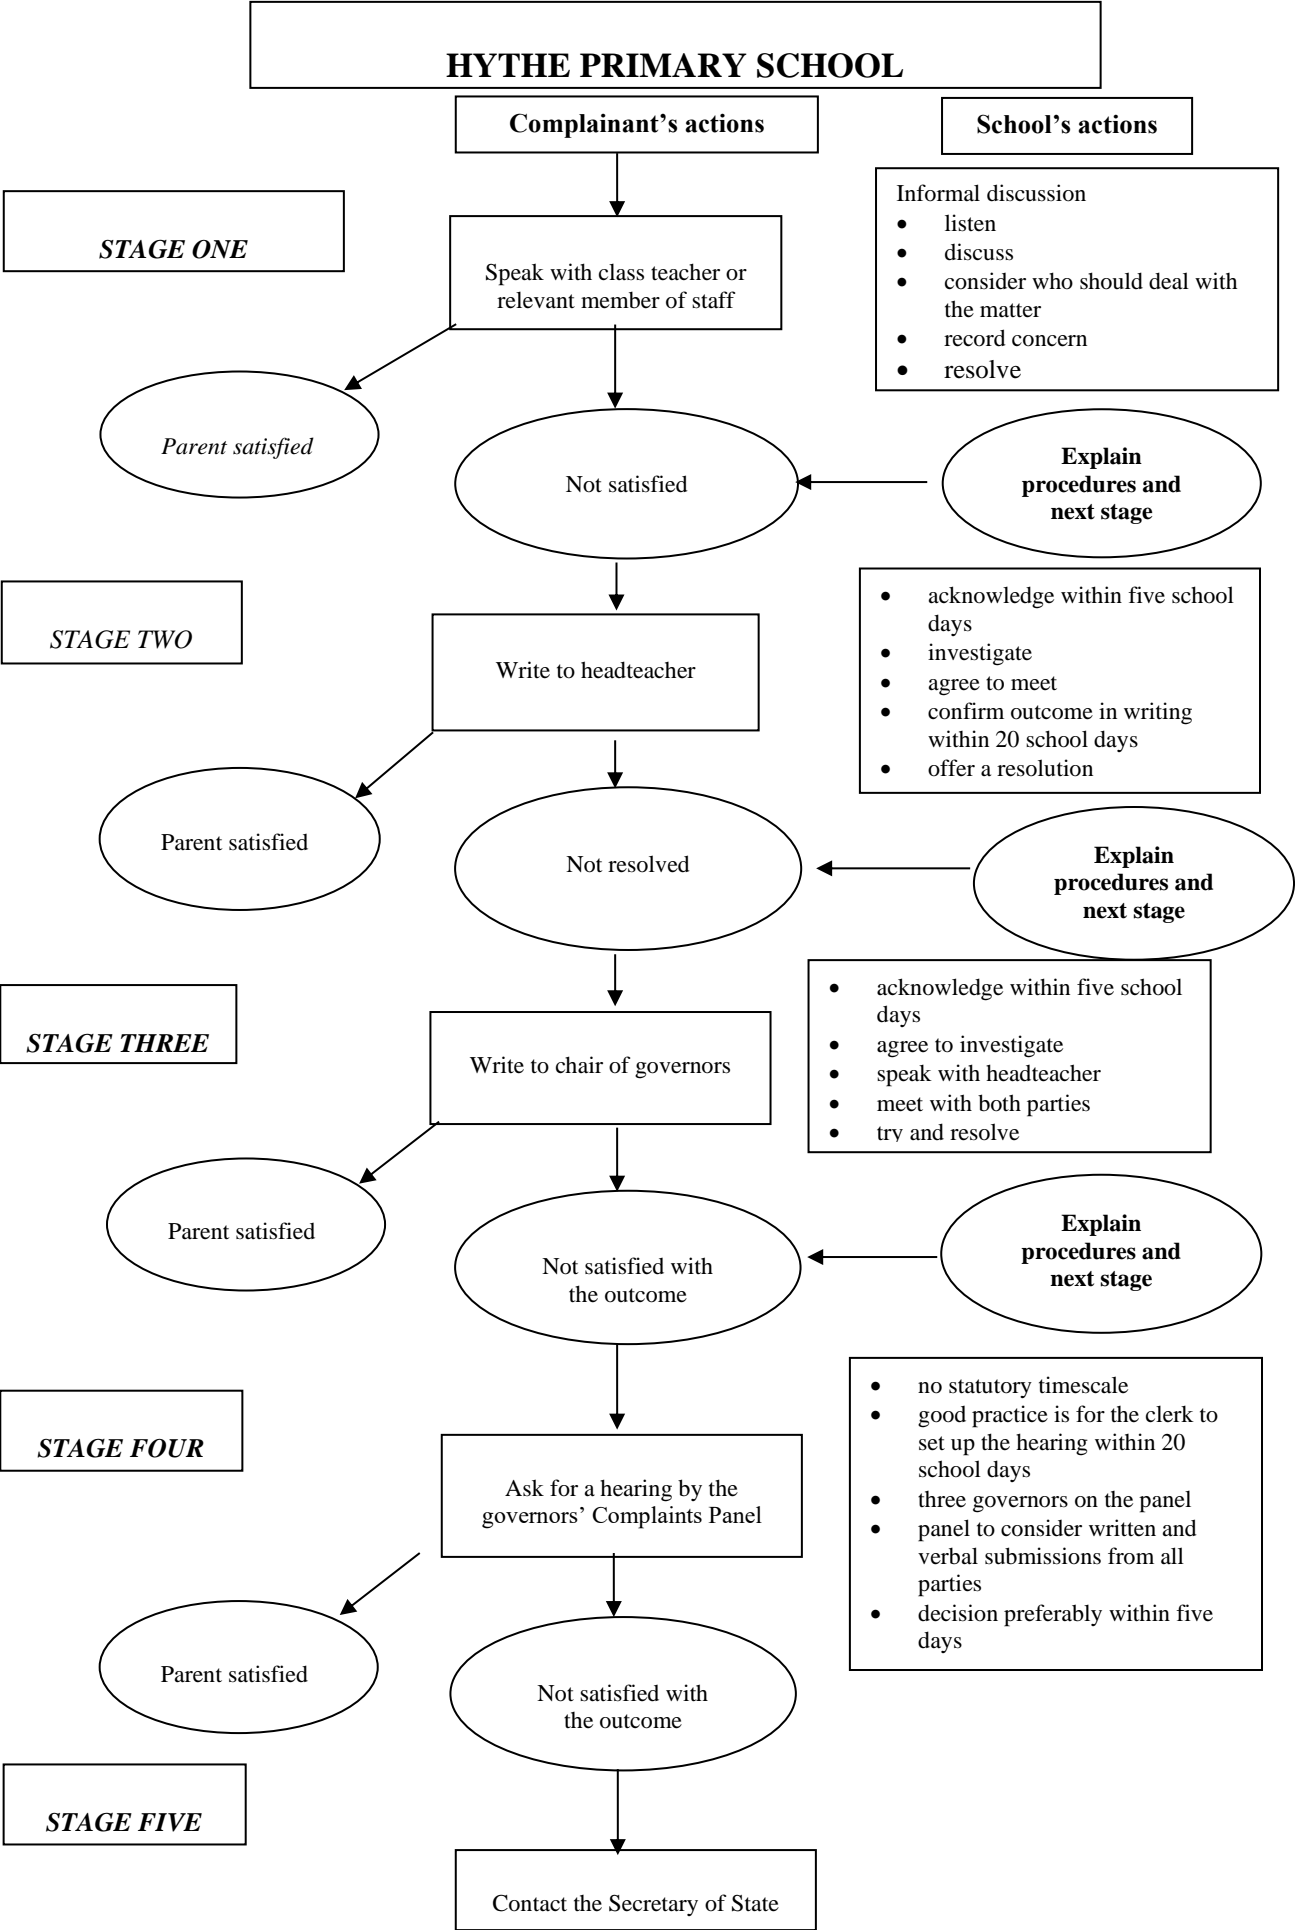 HYTHE PRIMARY SCHOOL
Complainant’s actions
School’s actions
STAGE ONE
Speak with class teacher or
relevant member of staff
Informal discussion
• listen
• discuss
• consider who should deal with
the matter
• record concern
• resolve
Parent satisfied
Not satisfied
Explain
procedures and
next stage
STAGE TWO
Write to headteacher
• acknowledge within five school
days
• investigate
• agree to meet
• confirm outcome in writing
within 20 school days
• offer a resolution
Parent satisfied
Not resolved
Explain
procedures and
next stage
STAGE THREE
Write to chair of governors
• acknowledge within five school
days
• agree to investigate
• speak with headteacher
• meet with both parties
• try and resolve
Parent satisfied
Not satisfied with
the outcome
Explain
procedures and
next stage
STAGE FOUR
Ask for a hearing by the
governors’ Complaints Panel
• no statutory timescale
• good practice is for the clerk to
set up the hearing within 20
school days
• three governors on the panel
• panel to consider written and
verbal submissions from all
parties
• decision preferably within five
days
Parent satisfied
Not satisfied with
the outcome
STAGE FIVE
Contact the Secretary of State